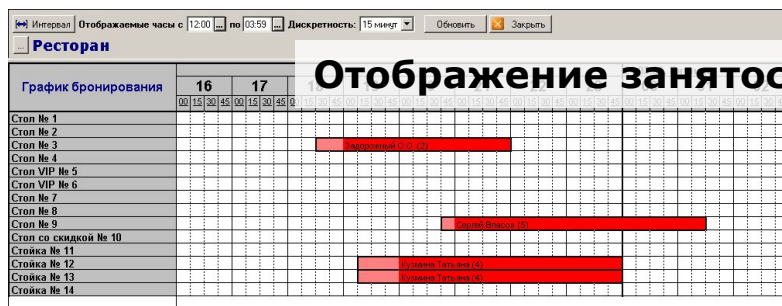 Интервал Отображаемые часы с 12:00 ... по 03:59 ... Дискретность: 15 минут Обновить Закрыть
... Ресторан
Отображение занятос
График бронирования 16 17
00 15 30 45 00 15 30 45
Стол № 1
Стол № 2
Стол № 3 Задорожный О.О. (2)
Стол № 4
Стол VIP № 5
Стол VIP № 6
Стол № 7
Стол № 8
Стол № 9 Сергей Власов (5)
Стол со скидкой № 10
Стойка № 11
Стойка № 12 Кузмина Татьяна (4)
Стойка № 13 Кузмина Татьяна (4)
Стойка № 14